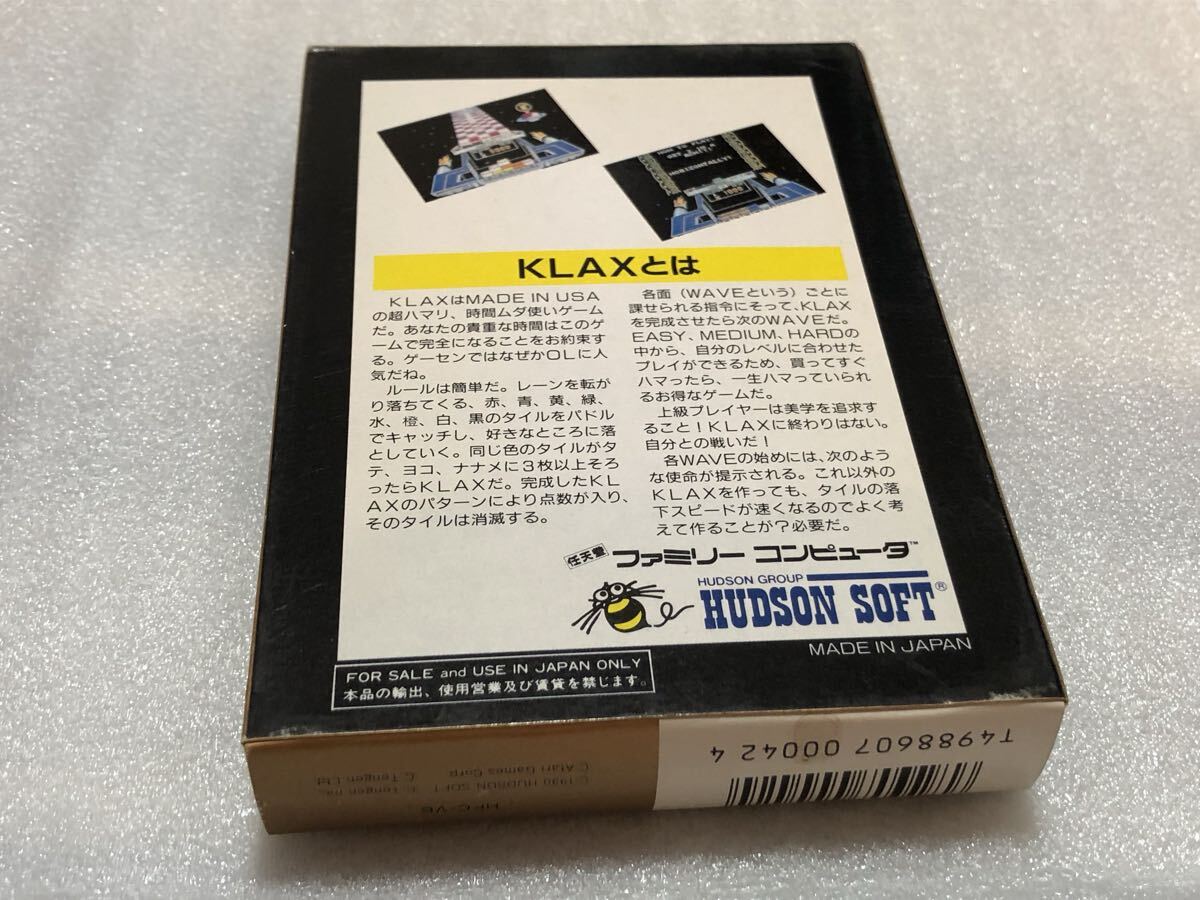 HOW TO PLAY:
HORIZONTALLY!
KLAXとは
KLAXはMADE IN USA
の超ハマリ、時間ムダ使いゲーム
だ。あなたの貴重な時間はこのゲ
ームで完全になることをお約束す
る。ゲーセンではなぜかOLに人
気だね。
ルールは簡単だ。レーンを転が
り落ちてくる、赤、青、黄、緑、
水、橙、白、黒のタイルをパドル
でキャッチし、好きなところに落
としていく。同じ色のタイルがタ
テ、ヨコ、ナナメに3枚以上そろ
ったらKLAXだ。完成したKL
AXのパターンにより点数が入り、
そのタイルは消滅する。
各面(WAVEという)ごとに
課せられる指令にそって、KLAX
を完成させたら次のWAVEだ。
EASY、MEDIUM、HARDの
中から、自分のレベルに合わせた
プレイができるため、買ってすぐ
ハマったら、一生ハマっていられ
るお得なゲームだ。
上級プレイヤーは美学を追求す
ること!KLAXに終わりはない。
自分との戦いだ!
各WAVEの始めには、次のよう
な使命が提示される。これ以外の
KLAXを作っても、タイルの落
下スピードが速くなるのでよく考
えて作ることが?必要だ。
任天堂 ファミリーコンピュータ™
HUDSON GROUP
HUDSON SOFT®
MADE IN JAPAN
FOR SALE and USE IN JAPAN ONLY
本品の輸出、使用営業及び賃貸を禁じます。
T4988607 00042 4
HFC-V6
©1990 HUDSON SOFT © Tengen Inc.
© Atari Games Corp. © Tengen Ltd.